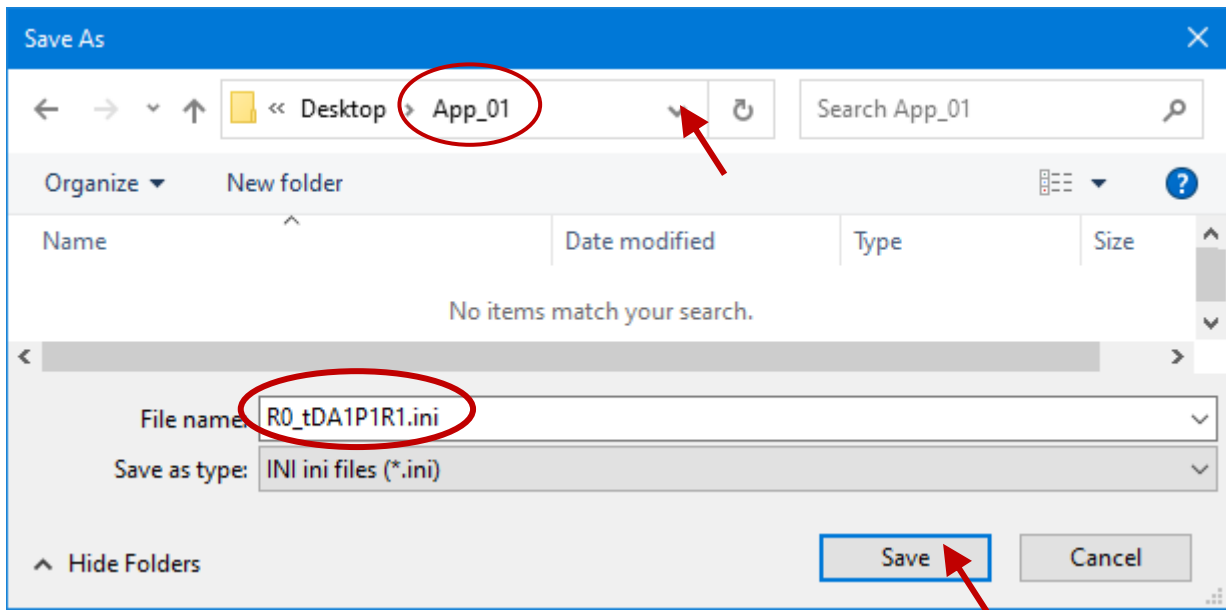 Save As
« Desktop › App_01 Search App_01
Organize New folder ?
Name Date modified Type Size
No items match your search.
File name: R0_tDA1P1R1.ini
Save as type: INI ini files (*.ini)
Hide Folders Save Cancel